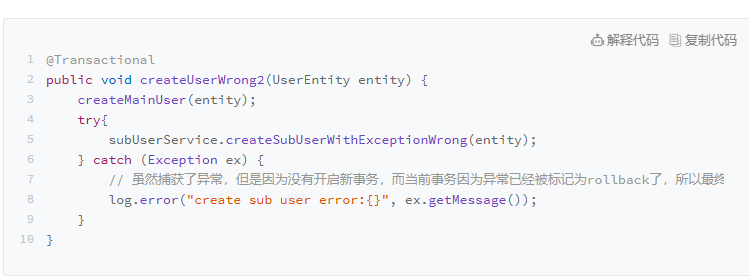 解释代码 复制代码
1 @Transactional
2 public void createUserWrong2(UserEntity entity) {
3 createMainUser(entity);
4 try{
5 subUserService.createSubUserWithExceptionWrong(entity);
6 } catch (Exception ex) {
7 // 虽然捕获了异常，但是因为没有开启新事务，而当前事务因为异常已经被标记为rollback了，所以最终
8 log.error("create sub user error:{}", ex.getMessage());
9 }
10 }